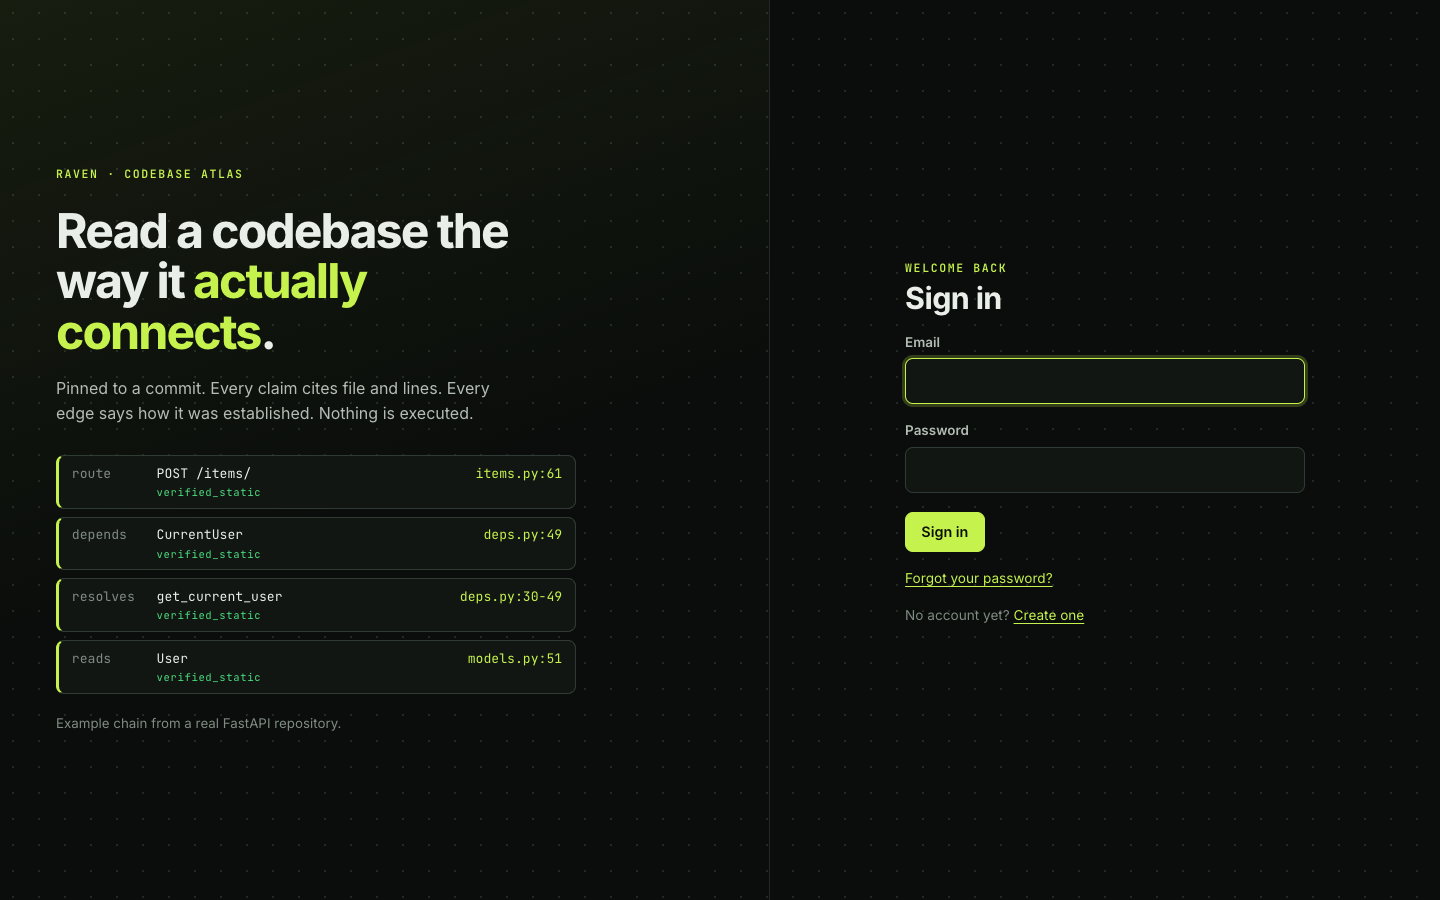 RAVEN · CODEBASE ATLAS
Read a codebase the
way it actually
connects.
Pinned to a commit. Every claim cites file and lines. Every
edge says how it was established. Nothing is executed.
route POST /items/ items.py:61
verified_static
depends CurrentUser deps.py:49
verified_static
resolves get_current_user deps.py:30-49
verified_static
reads User models.py:51
verified_static
Example chain from a real FastAPI repository.
WELCOME BACK
Sign in
Email
Password
Sign in
Forgot your password?
No account yet? Create one